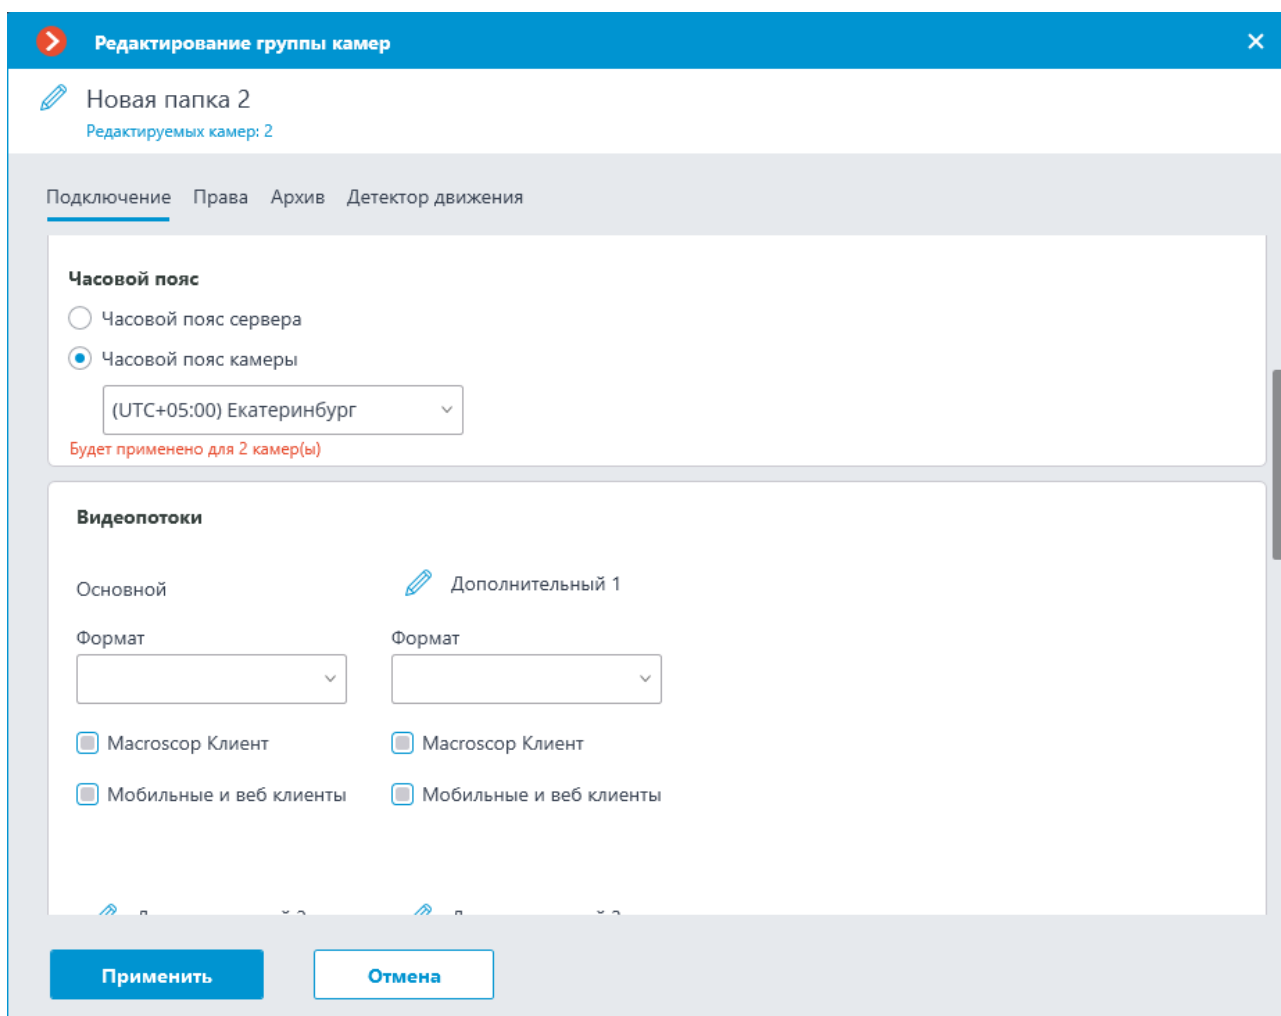 Редактирование группы камер
Новая папка 2
Редактируемых камер: 2
Подключение Права Архив Детектор движения
Часовой пояс
Часовой пояс сервера
Часовой пояс камеры
(UTC+05:00) Екатеринбург
Будет применено для 2 камер(ы)
Видеопотоки
Основной Дополнительный 1
Формат Формат
Macroscop Клиент Macroscop Клиент
Мобильные и веб клиенты Мобильные и веб клиенты
Применить Отмена